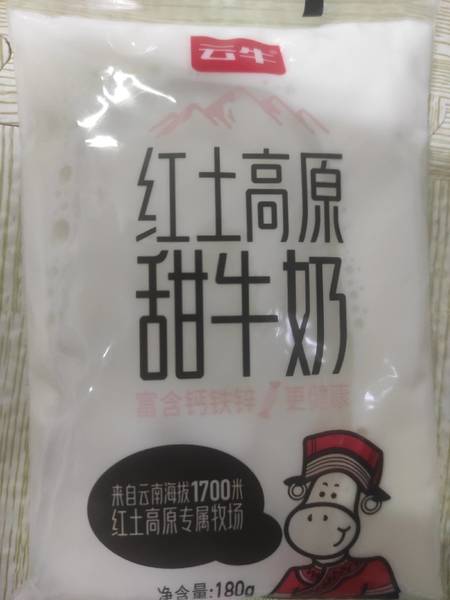 云牛
红土高原
甜牛奶
富含钙铁锌 更健康
来自云南海拔1700米
红土高原专属牧场
净含量:180g